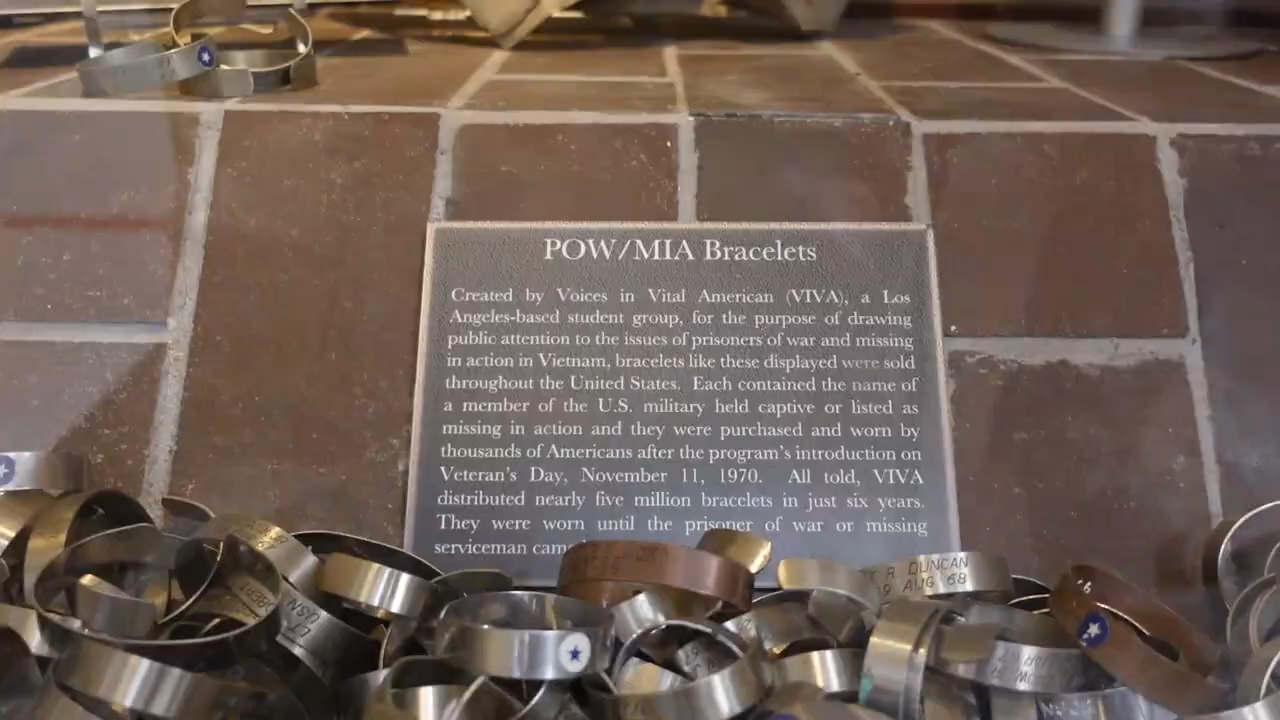 POW/MIA Bracelets
Created by Voices in Vital American (VIVA), a Los
Angeles-based student group, for the purpose of drawing
public attention to the issues of prisoners of war and missing
in action in Vietnam, bracelets like these displayed were sold
throughout the United States. Each contained the name of
a member of the U.S. military held captive or listed as
missing in action and they were purchased and worn by
thousands of Americans after the program's introduction on
Veteran's Day, November 11, 1970. All told, VIVA
distributed nearly five million bracelets in just six years.
They were worn until the prisoner of war or missing
serviceman
R DUNCAN
AUG 68
USN